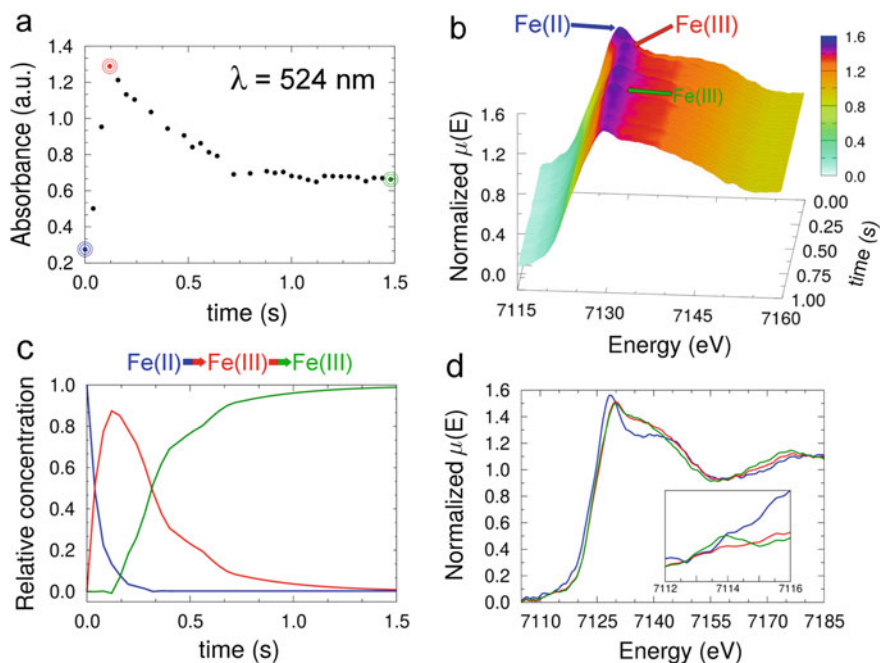 a
Absorbance (a.u.)
1.4
1.2
1.0
0.8
0.6
0.4
0.2
λ = 524 nm
0.0 0.5 1.0 1.5
time (s)
b
Fe(II)
Fe(III)
Fe(III)
Normalized μ(E)
1.6
1.2
0.8
0.4
0.0
7115 7130 7145 7160
Energy (eV)
0.00
0.25
0.50
0.75
1.00
time (s)
1.6
1.2
0.8
0.4
0.0
c
Fe(II) Fe(III) Fe(III)
Relative concentration
1.0
0.8
0.6
0.4
0.2
0.0
0.0 0.5 1.0 1.5
time (s)
d
Normalized μ(E)
1.6
1.4
1.2
1.0
0.8
0.6
0.4
0.2
0.0
7112 7114 7116
7110 7125 7140 7155 7170 7185
Energy (eV)